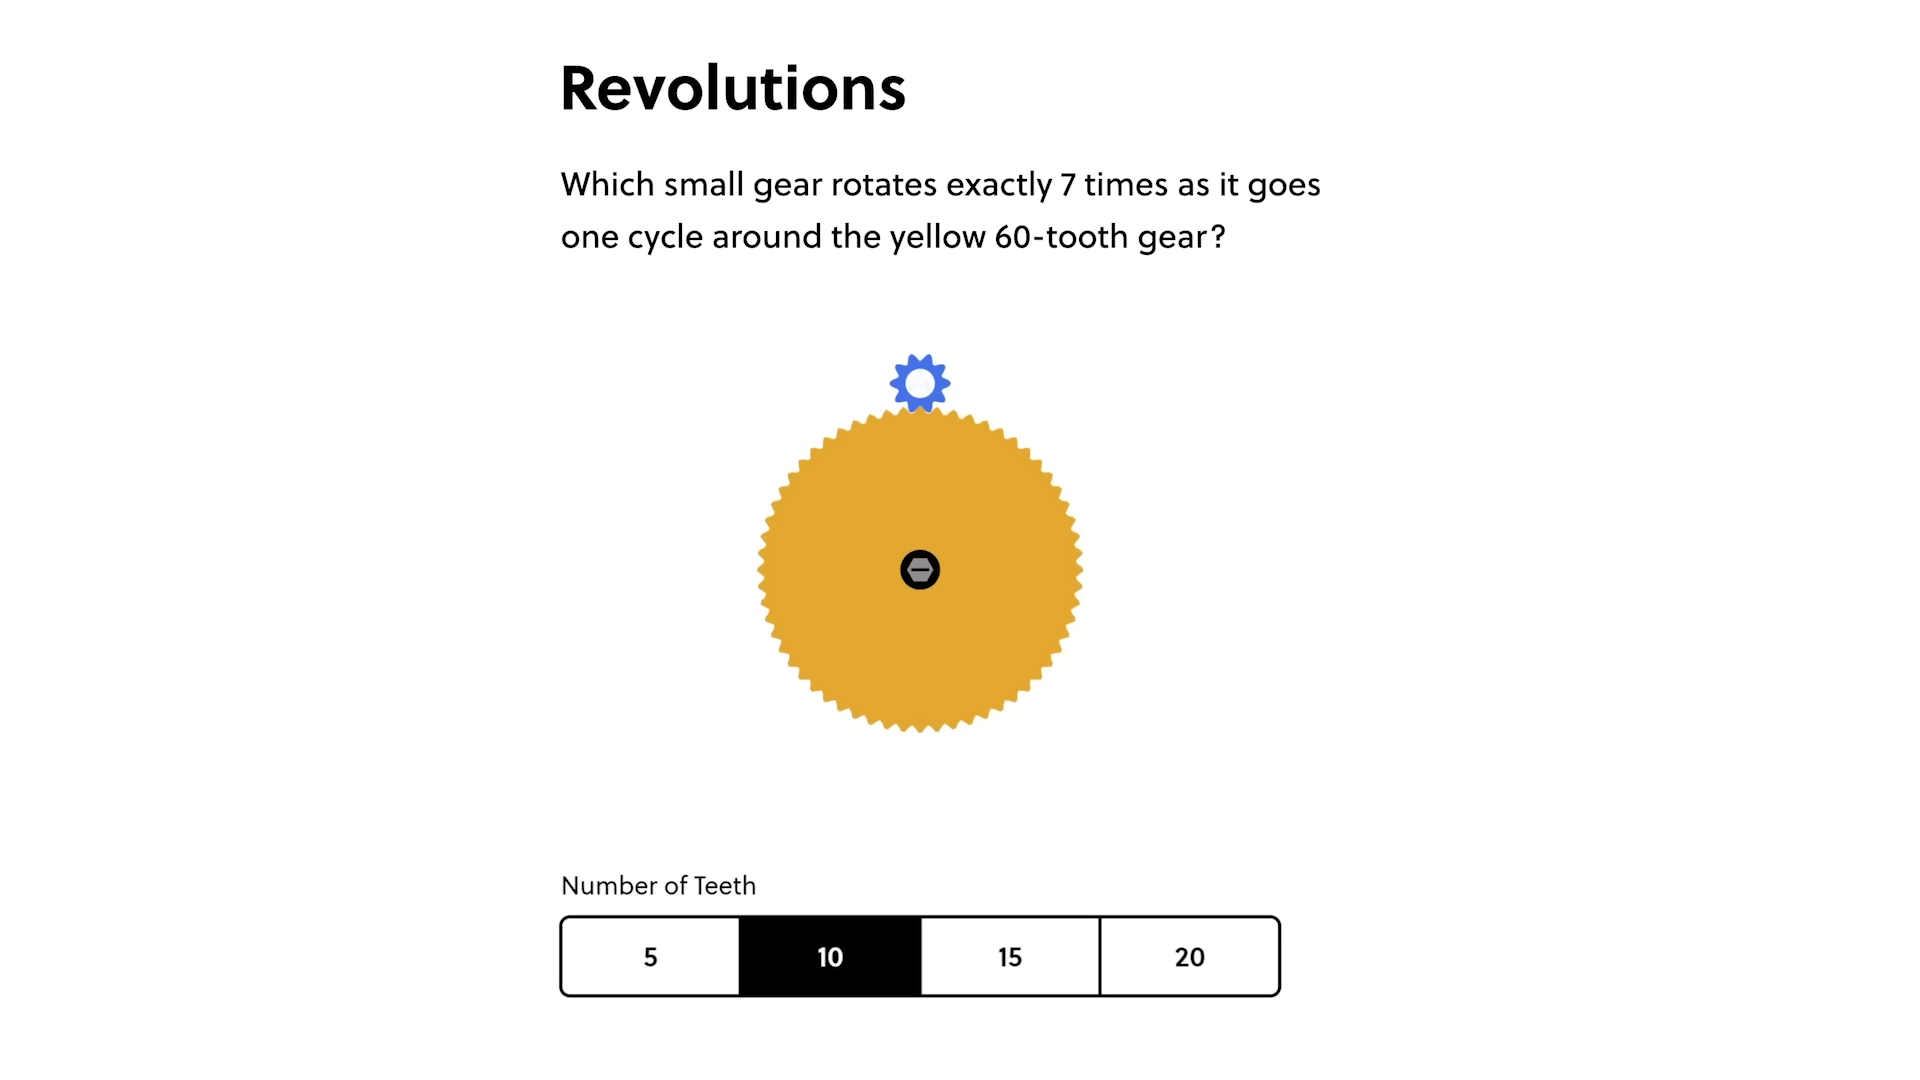 Revolutions
Which small gear rotates exactly 7 times as it goes
one cycle around the yellow 60-tooth gear?
Number of Teeth
5 10 15 20